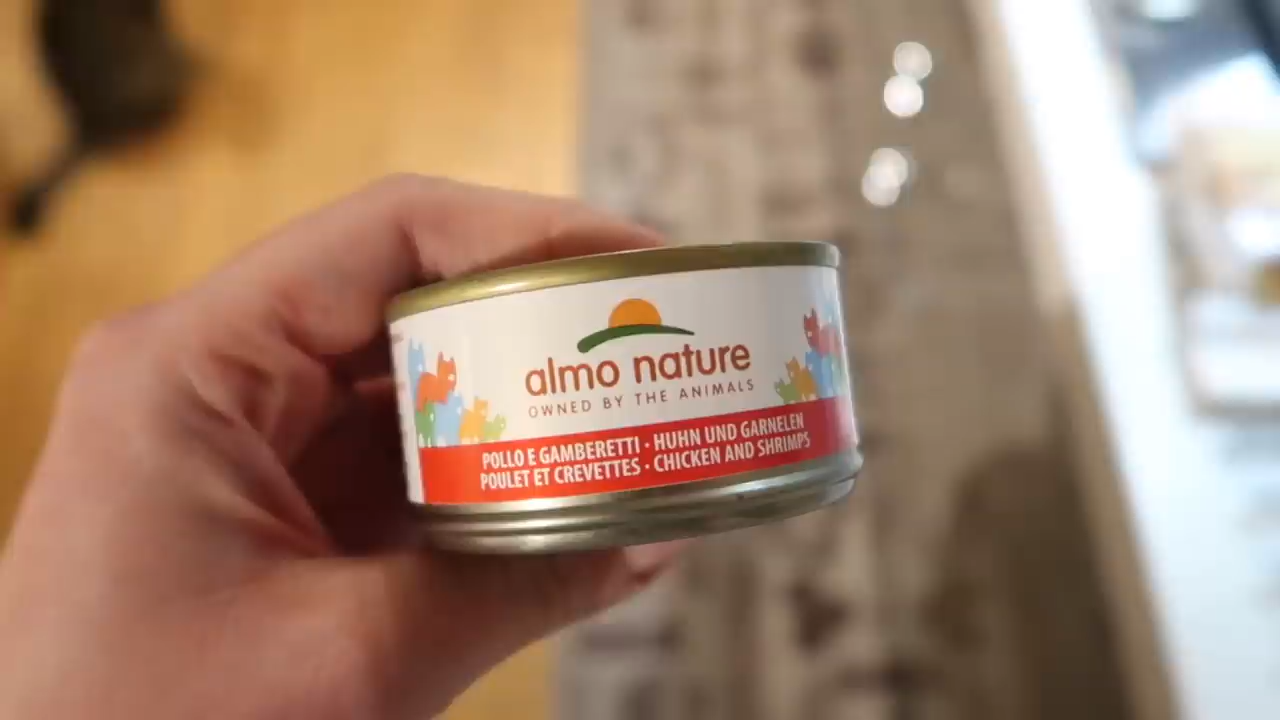 almo nature
OWNED BY THE ANIMALS
POLLO E GAMBERETTI · HUHN UND GARNELEN
POULET ET CREVETTES · CHICKEN AND SHRIMPS